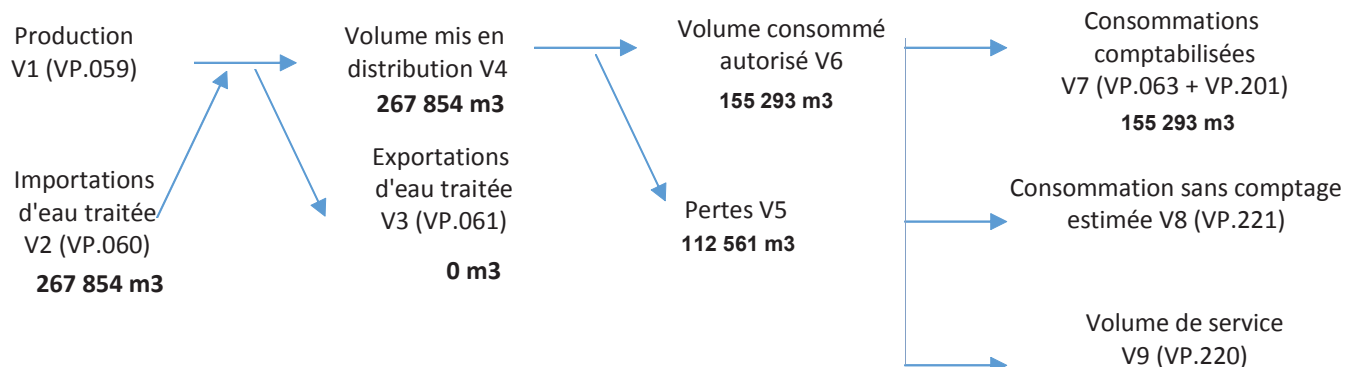 Production
V1 (VP.059)
Importations
d'eau traitée
V2 (VP.060)
267 854 m3
Volume mis en
distribution V4
267 854 m3
Exportations
d'eau traitée
V3 (VP.061)
0 m3
Volume consommé
autorisé V6
155 293 m3
Pertes V5
112 561 m3
Consommations
comptabilisées
V7 (VP.063 + VP.201)
155 293 m3
Consommation sans comptage
estimée V8 (VP.221)
Volume de service
V9 (VP.220)